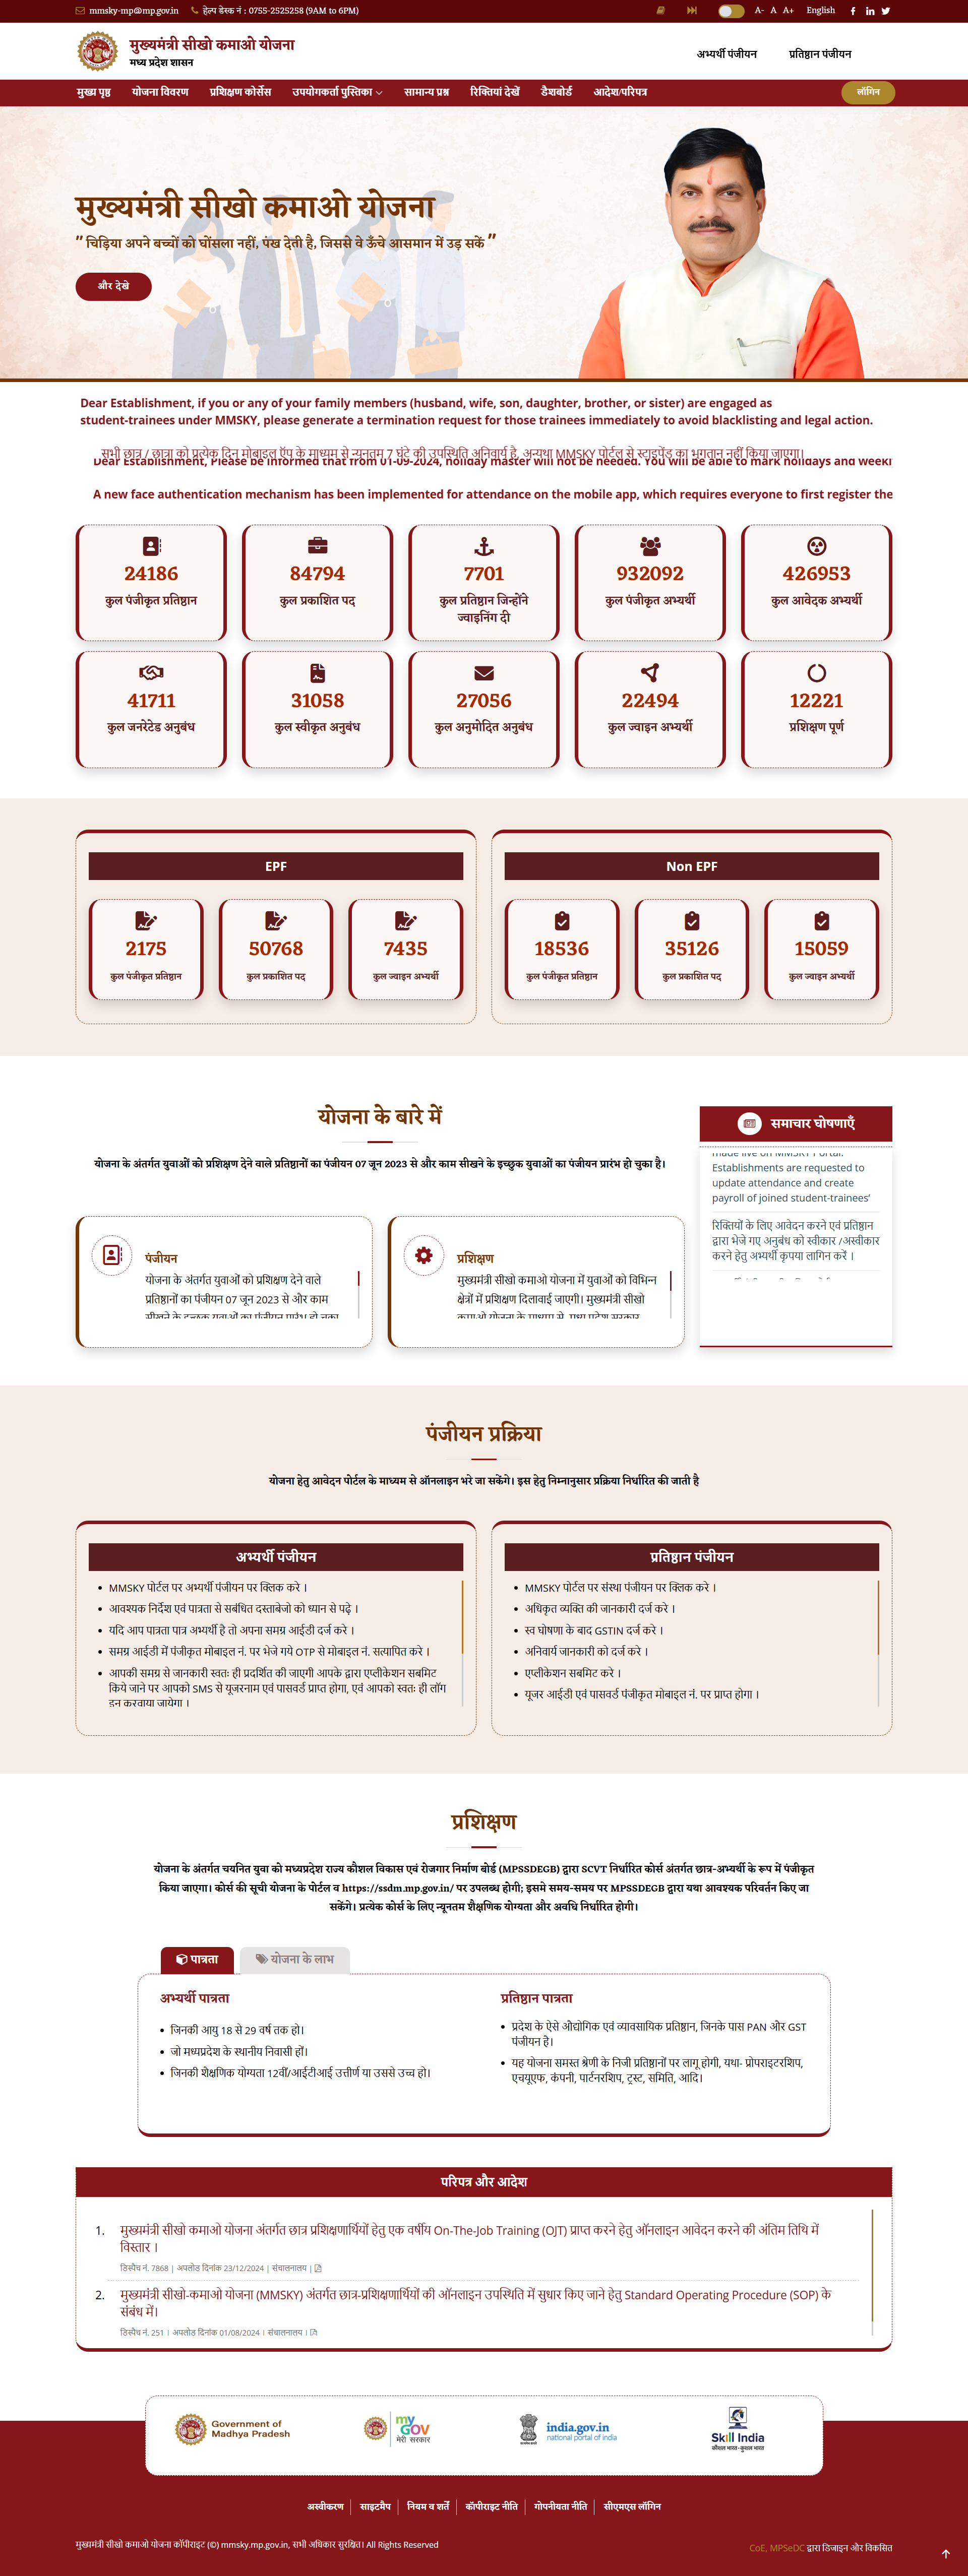 mmsky-mp@mp.gov.in हेल्प डेस्क नं : 0755-2525258 (9AM to 6PM) A- A A+ English
मुख्यमंत्री सीखो कमाओ योजना
मध्य प्रदेश शासन
अभ्यर्थी पंजीयन प्रतिष्ठान पंजीयन
मुख्य पृष्ठ योजना विवरण प्रशिक्षण कोर्सेस उपयोगकर्ता पुस्तिका सामान्य प्रश्न रिक्तियां देखें डैशबोर्ड आदेश/परिपत्र लॉगिन
मुख्यमंत्री सीखो कमाओ योजना
” चिड़िया अपने बच्चों को घोंसला नहीं, पंख देती है, जिससे वे ऊँचे आसमान में उड़ सकें ”
और देखे
Dear Establishment, if you or any of your family members (husband, wife, son, daughter, brother, or sister) are engaged as
student-trainees under MMSKY, please generate a termination request for those trainees immediately to avoid blacklisting and legal action.
सभी छात्र / छात्रा को प्रत्येक दिन मोबाइल ऍप के माध्यम से न्यूनतम 7 घंटे की उपस्थिति अनिवार्य है, अन्यथा MMSKY पोर्टल से स्टाइपेंड का भुगतान नहीं किया जाएगा।
Dear Establishment, Please be informed that from 01-09-2024, holiday master will not be needed. You will be able to mark holidays and
A new face authentication mechanism has been implemented for attendance on the mobile app, which requires everyone to first register the
24186 84794 7701 932092 426953
कुल पंजीकृत प्रतिष्ठान कुल प्रकाशित पद कुल प्रतिष्ठान जिन्होंने कुल पंजीकृत अभ्यर्थी कुल आवेदक अभ्यर्थी
ज्वाइनिंग दी
41711 31058 27056 22494 12221
कुल जनरेटेड अनुबंध कुल स्वीकृत अनुबंध कुल अनुमोदित अनुबंध कुल ज्वाइन अभ्यर्थी प्रशिक्षण पूर्ण
EPF
2175 50768 7435
कुल पंजीकृत प्रतिष्ठान कुल प्रकाशित पद कुल ज्वाइन अभ्यर्थी
Non EPF
18536 35126 15059
कुल पंजीकृत प्रतिष्ठान कुल प्रकाशित पद कुल ज्वाइन अभ्यर्थी
योजना के बारे में
योजना के अंतर्गत युवाओं को प्रशिक्षण देने वाले प्रतिष्ठानों का पंजीयन 07 जून 2023 से और काम सीखने के इच्छुक युवाओं का पंजीयन प्रारंभ हो चुका है।
पंजीयन
योजना के अंतर्गत युवाओं को प्रशिक्षण देने वाले
प्रतिष्ठानों का पंजीयन 07 जून 2023 से और काम
सीखने के इच्छुक युवाओं का पंजीयन प्रारंभ हो चुका
प्रशिक्षण
मुख्यमंत्री सीखो कमाओ योजना में युवाओं को विभिन्न
क्षेत्रों में प्रशिक्षण दिलवाई जाएगी। मुख्यमंत्री सीखो
कमाओ योजना के माध्यम से, मध्य प्रदेश सरकार
समाचार घोषणाएँ
made live on MMSKY Portal.
Establishments are requested to
update attendance and create
payroll of joined student-trainees’
रिक्तियों के लिए आवेदन करने एवं प्रतिष्ठान
द्वारा भेजे गए अनुबंध को स्वीकार /अस्वीकार
करने हेतु अभ्यर्थी कृपया लागिन करें ।
पंजीयन प्रक्रिया
योजना हेतु आवेदन पोर्टल के माध्यम से ऑनलाइन भरे जा सकेंगे। इस हेतु निम्नानुसार प्रक्रिया निर्धारित की जाती है
अभ्यर्थी पंजीयन
• MMSKY पोर्टल पर अभ्यर्थी पंजीयन पर क्लिक करे ।
• आवश्यक निर्देश एवं पात्रता से सबंधित दस्ताबेजो को ध्यान से पढ़े ।
• यदि आप पात्रता पात्र अभ्यर्थी है तो अपना समग्र आईडी दर्ज करे ।
• समग्र आईडी में पंजीकृत मोबाइल नं. पर भेजे गये OTP से मोबाइल नं. सत्यापित करे ।
• आपकी समग्र से जानकारी स्वतः ही प्रदर्शित की जाएगी आपके द्वारा एप्लीकेशन सबमिट
किये जाने पर आपको SMS से यूजरनाम एवं पासवर्ड प्राप्त होगा, एवं आपको स्वतः ही लॉग
इन करवाया जायेगा ।
प्रतिष्ठान पंजीयन
• MMSKY पोर्टल पर संस्था पंजीयन पर क्लिक करे ।
• अधिकृत व्यक्ति की जानकारी दर्ज करे ।
• स्व घोषणा के बाद GSTIN दर्ज करे ।
• अनिवार्य जानकारी को दर्ज करे ।
• एप्लीकेशन सबमिट करे ।
• यूजर आईडी एवं पासवर्ड पंजीकृत मोबाइल नं. पर प्राप्त होगा ।
प्रशिक्षण
योजना के अंतर्गत चयनित युवा को मध्यप्रदेश राज्य कौशल विकास एवं रोजगार निर्माण बोर्ड (MPSSDEGB) द्वारा SCVT निर्धारित कोर्स अंतर्गत छात्र-अभ्यर्थी के रूप में पंजीकृत
किया जाएगा। कोर्स की सूची योजना के पोर्टल व https://ssdm.mp.gov.in/ पर उपलब्ध होगी; इसमे समय-समय पर MPSSDEGB द्वारा यथा आवश्यक परिवर्तन किए जा
सकेंगे। प्रत्येक कोर्स के लिए न्यूनतम शैक्षणिक योग्यता और अवधि निर्धारित होगी।
पात्रता योजना के लाभ
अभ्यर्थी पात्रता
• जिनकी आयु 18 से 29 वर्ष तक हो।
• जो मध्यप्रदेश के स्थानीय निवासी हों।
• जिनकी शैक्षणिक योग्यता 12वीं/आईटीआई उत्तीर्ण या उससे उच्च हो।
प्रतिष्ठान पात्रता
• प्रदेश के ऐसे औद्योगिक एवं व्यावसायिक प्रतिष्ठान, जिनके पास PAN और GST
पंजीयन है।
• यह योजना समस्त श्रेणी के निजी प्रतिष्ठानों पर लागू होगी, यथा- प्रोपराइटरशिप,
एचयूएफ, कंपनी, पार्टनरशिप, ट्रस्ट, समिति, आदि।
परिपत्र और आदेश
1. मुख्यमंत्री सीखो कमाओ योजना अंतर्गत छात्र प्रशिक्षणार्थियों हेतु एक वर्षीय On-The-Job Training (OJT) प्राप्त करने हेतु ऑनलाइन आवेदन करने की अंतिम तिथि में
विस्तार ।
डिस्पैच नं. 7868 | अपलोड दिनांक 23/12/2024 | संचालनालय |
2. मुख्यमंत्री सीखो-कमाओ योजना (MMSKY) अंतर्गत छात्र-प्रशिक्षणार्थियों की ऑनलाइन उपस्थिति में सुधार किए जाने हेतु Standard Operating Procedure (SOP) के
संबंध में।
डिस्पैच नं. 251 | अपलोड दिनांक 01/08/2024 | संचालनालय |
Government of
Madhya Pradesh
my
GOV
मेरी सरकार
india.gov.in
national portal of india
Skill India
कौशल भारत-कुशल भारत
अस्वीकरण साइटमैप नियम व शर्तें कॉपीराइट नीति गोपनीयता नीति सीएमएस लॉगिन
मुख्यमंत्री सीखो कमाओ योजना कॉपीराइट (©) mmsky.mp.gov.in, सभी अधिकार सुरक्षित। All Rights Reserved
CoE, MPSeDC द्वारा डिजाइन और विकसित